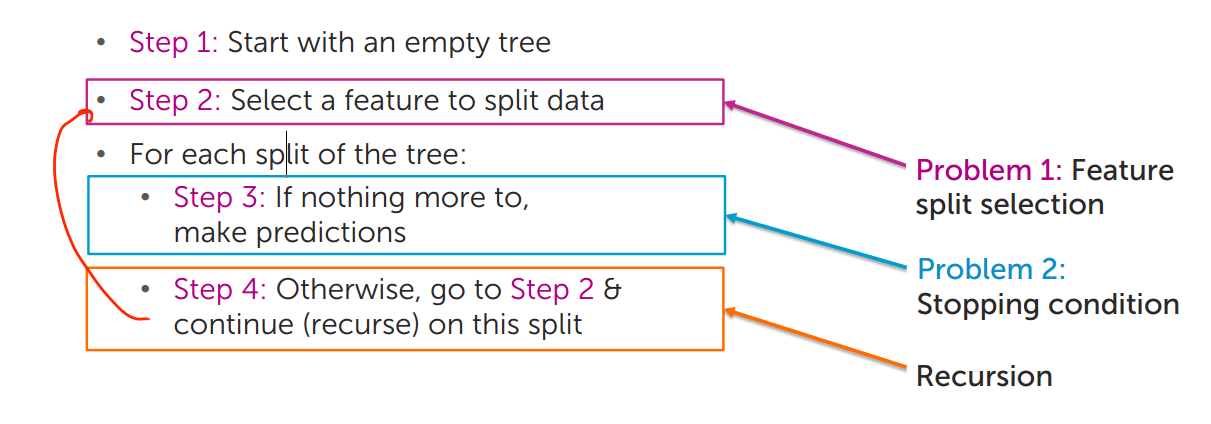 • Step 1: Start with an empty tree
• Step 2: Select a feature to split data
• For each split of the tree:
• Step 3: If nothing more to,
make predictions
• Step 4: Otherwise, go to Step 2 &
continue (recurse) on this split
Problem 1: Feature
split selection
Problem 2:
Stopping condition
Recursion